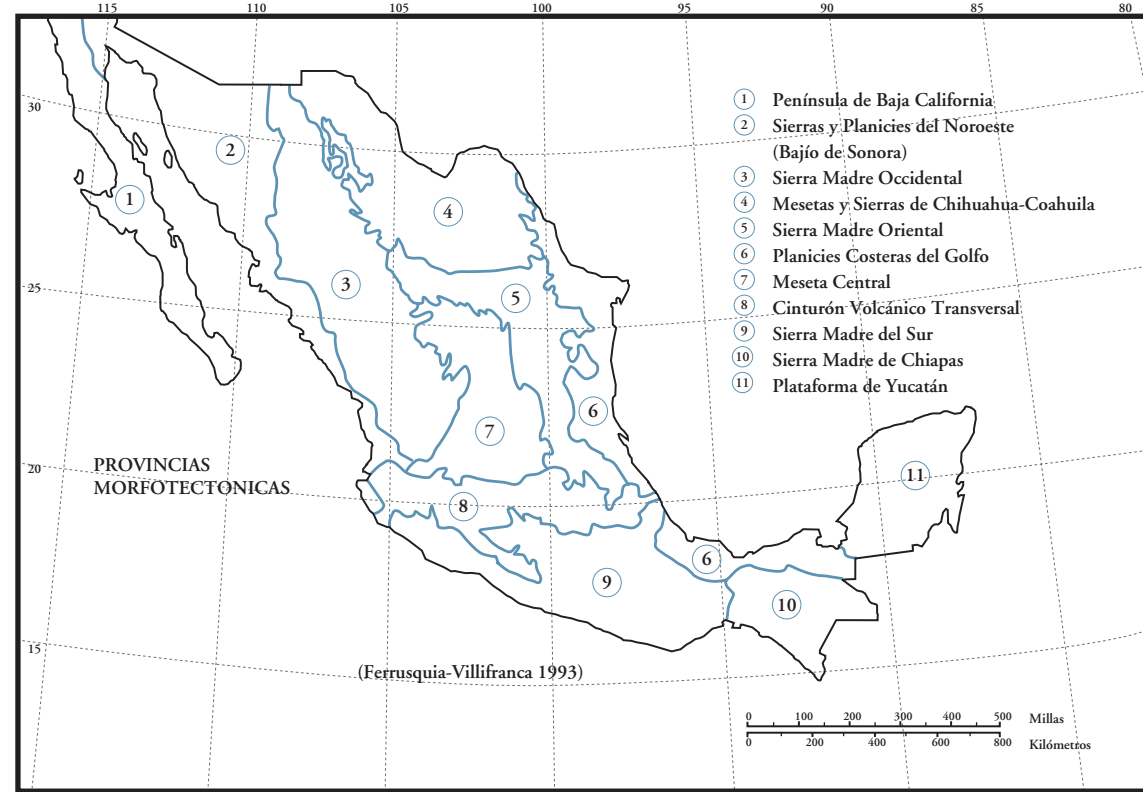 115 110 105 100 95 90 85 80
30
25
20
15
1 Península de Baja California
2 Sierras y Planicies del Noroeste
(Bajío de Sonora)
3 Sierra Madre Occidental
4 Mesetas y Sierras de Chihuahua-Coahuila
5 Sierra Madre Oriental
6 Planicies Costeras del Golfo
7 Meseta Central
8 Cinturón Volcánico Transversal
9 Sierra Madre del Sur
10 Sierra Madre de Chiapas
11 Plataforma de Yucatán
2
1
4
3
5
6
7
11
8
6
9
10
PROVINCIAS
MORFOTECTONICAS
(Ferrusquia-Villifranca 1993)
0 100 200 300 400 500 Millas
0 200 400 600 800 Kilómetros